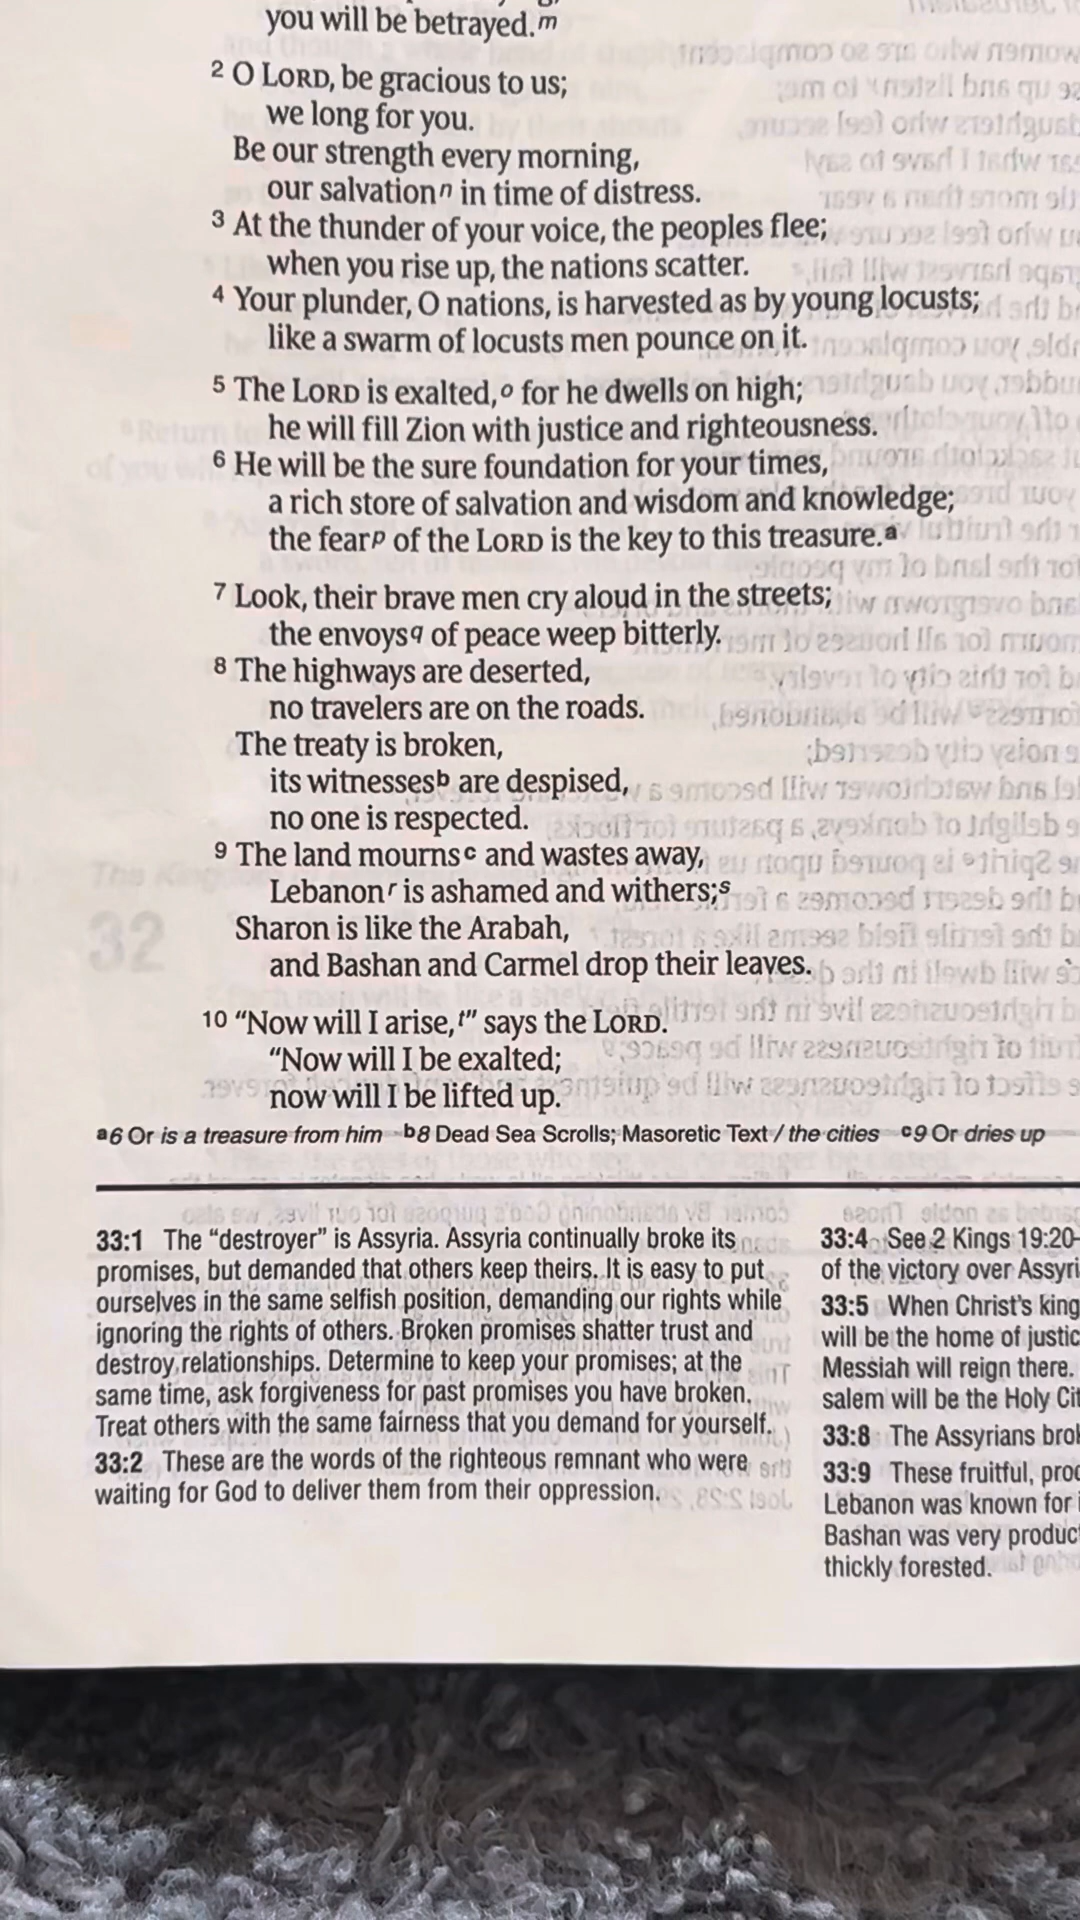 you will be betrayed.m
2 O LORD, be gracious to us;
we long for you.
Be our strength every morning,
our salvationn in time of distress.
3 At the thunder of your voice, the peoples flee;
when you rise up, the nations scatter.
4 Your plunder, O nations, is harvested as by young locusts;
like a swarm of locusts men pounce on it.
5 The LORD is exalted,o for he dwells on high;
he will fill Zion with justice and righteousness.
6 He will be the sure foundation for your times,
a rich store of salvation and wisdom and knowledge;
the fearp of the LORD is the key to this treasure.a
7 Look, their brave men cry aloud in the streets;
the envoysq of peace weep bitterly.
8 The highways are deserted,
no travelers are on the roads.
The treaty is broken,
its witnessesb are despised,
no one is respected.
9 The land mournsc and wastes away,
Lebanonr is ashamed and withers;s
Sharon is like the Arabah,
and Bashan and Carmel drop their leaves.
10 “Now will I arise,t” says the LORD.
“Now will I be exalted;
now will I be lifted up.
a6 Or is a treasure from him b8 Dead Sea Scrolls; Masoretic Text / the cities c9 Or dries up
33:1 The “destroyer” is Assyria. Assyria continually broke its
promises, but demanded that others keep theirs. It is easy to put
ourselves in the same selfish position, demanding our rights while
ignoring the rights of others. Broken promises shatter trust and
destroy relationships. Determine to keep your promises; at the
same time, ask forgiveness for past promises you have broken.
Treat others with the same fairness that you demand for yourself.
33:2 These are the words of the righteous remnant who were
waiting for God to deliver them from their oppression.
33:4 See 2 Kings 19:20-
of the victory over Assyri
33:5 When Christ’s king
will be the home of justic
Messiah will reign there.
salem will be the Holy Cit
33:8 The Assyrians brok
33:9 These fruitful, proc
Lebanon was known for
Bashan was very product
thickly forested.